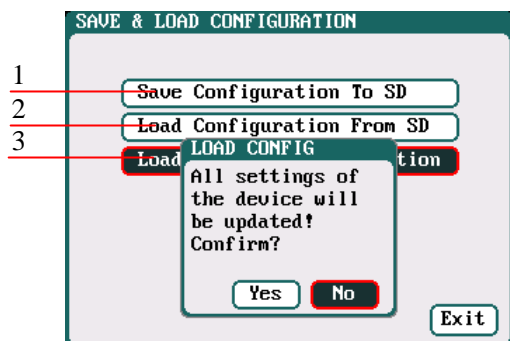 SAVE & LOAD CONFIGURATION
1
Save Configuration To SD
2
Load Configuration From SD
3
Load
tion
LOAD CONFIG
All settings of
the device will
be updated!
Confirm?
Yes
No
Exit